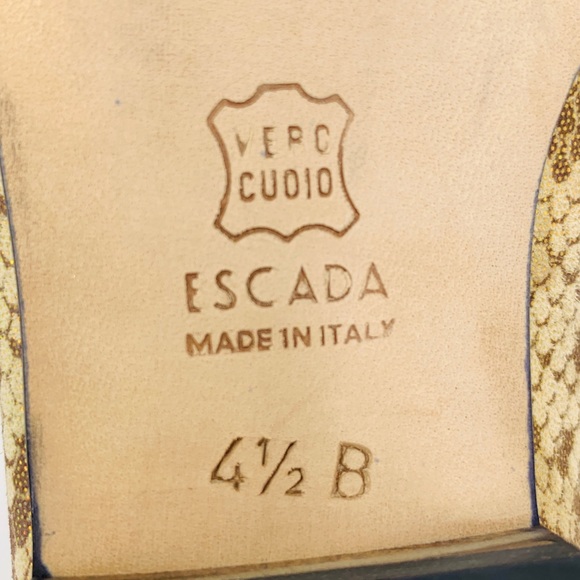 VERO
CUOIO
ESCADA
MADE IN ITALY
4½ B